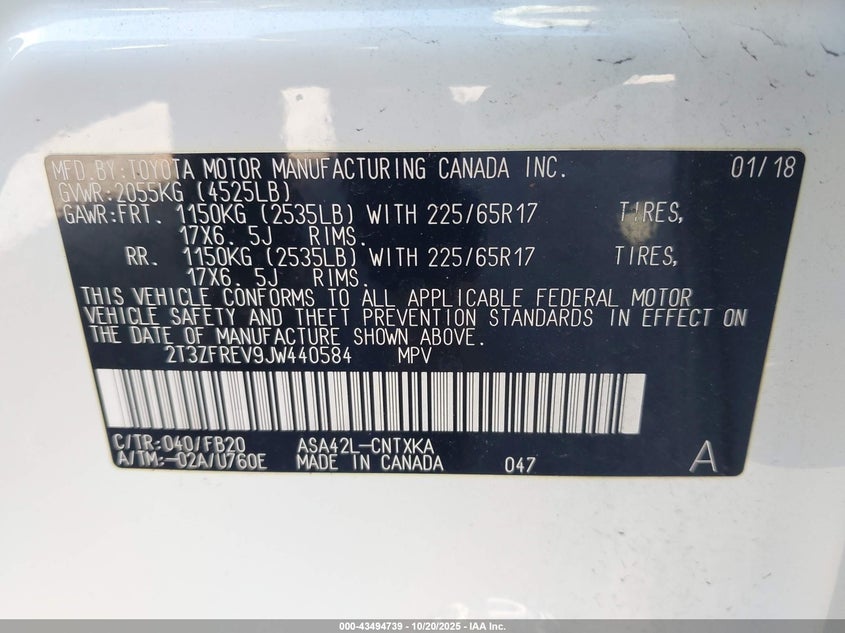 MFD.BY:TOYOTA MOTOR MANUFACTURING CANADA INC. 01/18
GVWR:2055KG (4525LB)
GAWR:FRT. 1150KG (2535LB) WITH 225/65R17 TIRES,
17X6. 5J RIMS.
RR. 1150KG (2535LB) WITH 225/65R17 TIRES,
17X6. 5J RIMS.
THIS VEHICLE CONFORMS TO ALL APPLICABLE FEDERAL MOTOR
VEHICLE SAFETY AND THEFT PREVENTION STANDARDS IN EFFECT ON
THE DATE OF MANUFACTURE SHOWN ABOVE.
2T3ZFREV9JW440584 MPV
C/TR:040/FB20 ASA42L-CNTXKA
A/TM:-02A/U760E MADE IN CANADA 047 A
000-43494739 - 10/20/2025 - IAA Inc.